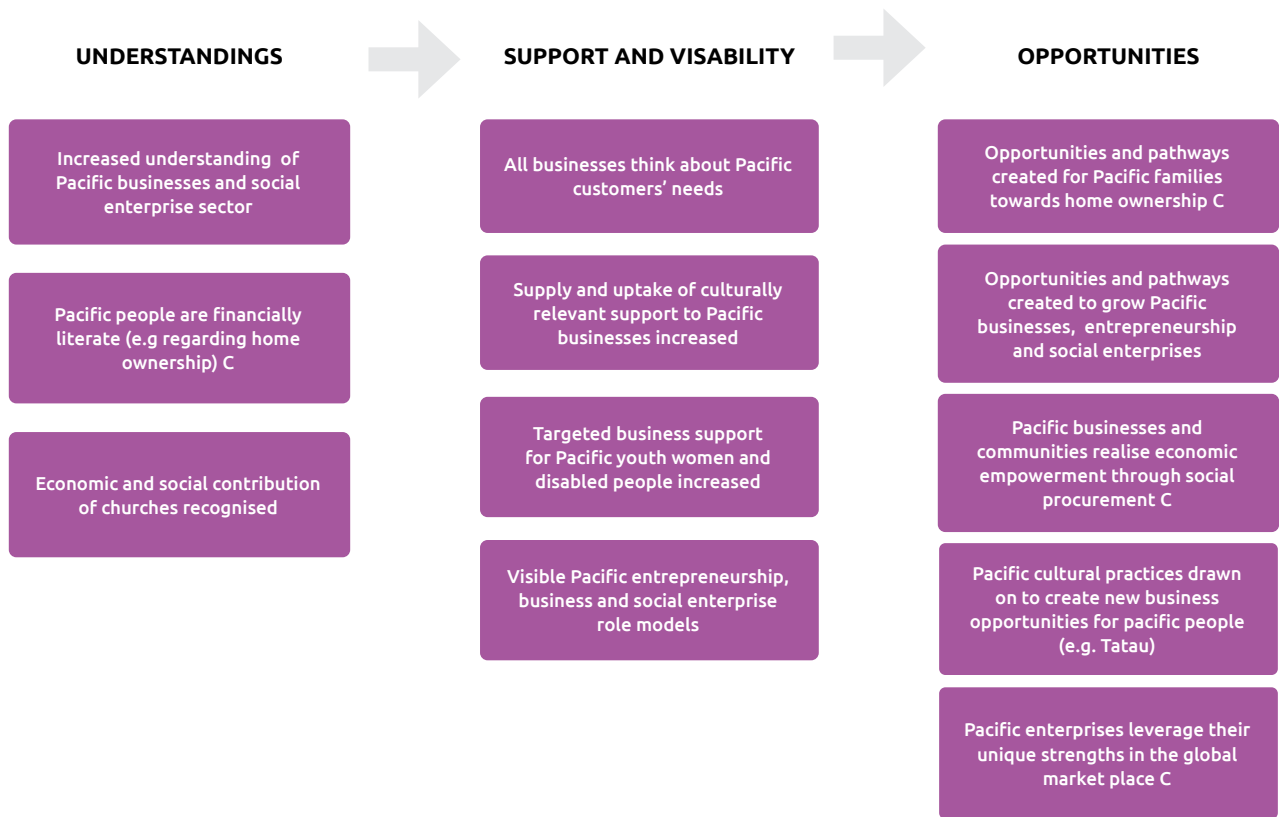 UNDERSTANDINGS
Increased understanding of
Pacific businesses and social
enterprise sector
Pacific people are financially
literate (e.g regarding home
ownership) C
Economic and social contribution
of churches recognised
SUPPORT AND VISABILITY
All businesses think about Pacific
customers’ needs
Supply and uptake of culturally
relevant support to Pacific
businesses increased
Targeted business support
for Pacific youth women and
disabled people increased
Visible Pacific entrepreneurship,
business and social enterprise
role models
OPPORTUNITIES
Opportunities and pathways
created for Pacific families
towards home ownership C
Opportunities and pathways
created to grow Pacific
businesses, entrepreneurship
and social enterprises
Pacific businesses and
communities realise economic
empowerment through social
procurement C
Pacific cultural practices drawn
on to create new business
opportunities for pacific people
(e.g. Tatau)
Pacific enterprises leverage their
unique strengths in the global
market place C